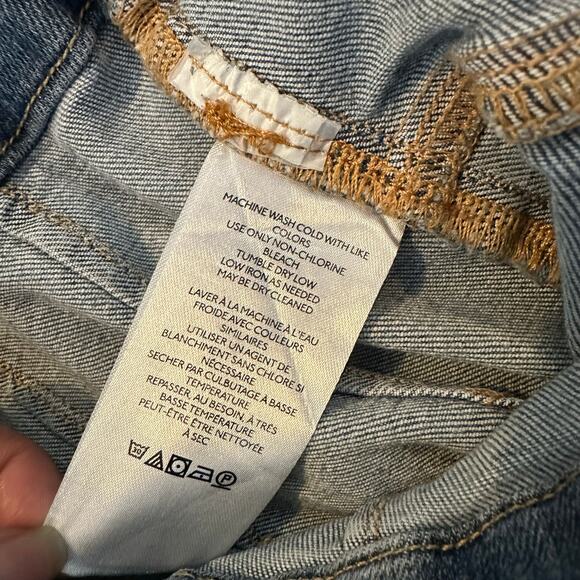 MACHINE WASH COLD WITH LIKE
COLORS
USE ONLY NON-CHLORINE
BLEACH
TUMBLE DRY LOW
LOW IRON AS NEEDED
MAY BE DRY CLEANED
LAVER À LA MACHINE À L'EAU
FROIDE AVEC COULEURS
SIMILAIRES
UTILISER UN AGENT DE
BLANCHIMENT SANS CHLORE SI
NÉCESSAIRE
SECHER PAR CULBUTAGE À BASSE
TEMPÉRATURE
REPASSER, AU BESOIN, À TRÈS
BASSE TEMPÉRATURE
PEUT-ÊTRE ÊTRE NETTOYÉE
À SEC
30 P